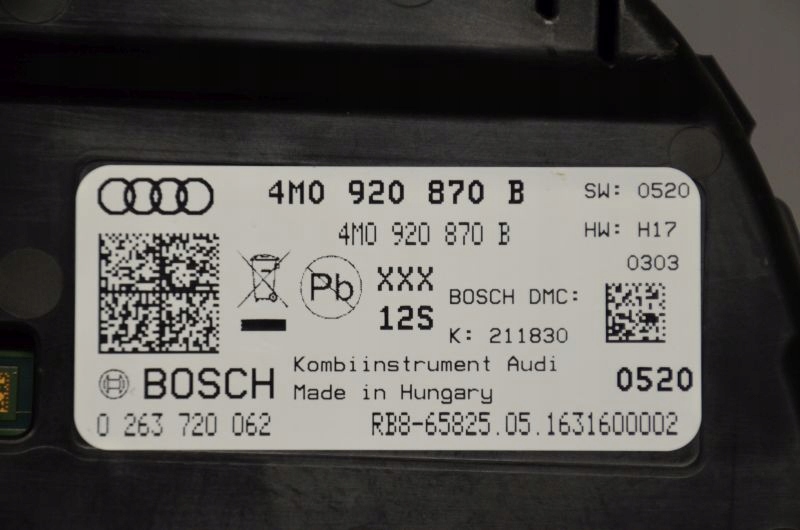 4M0 920 870 B
SW: 0520
4M0 920 870 B
HW: H17
0303
Pb
XXX
BOSCH DMC:
12S
K: 211830
Kombiinstrument Audi
BOSCH
Made in Hungary
0520
0 263 720 062
RB8-65825.05.1631600002